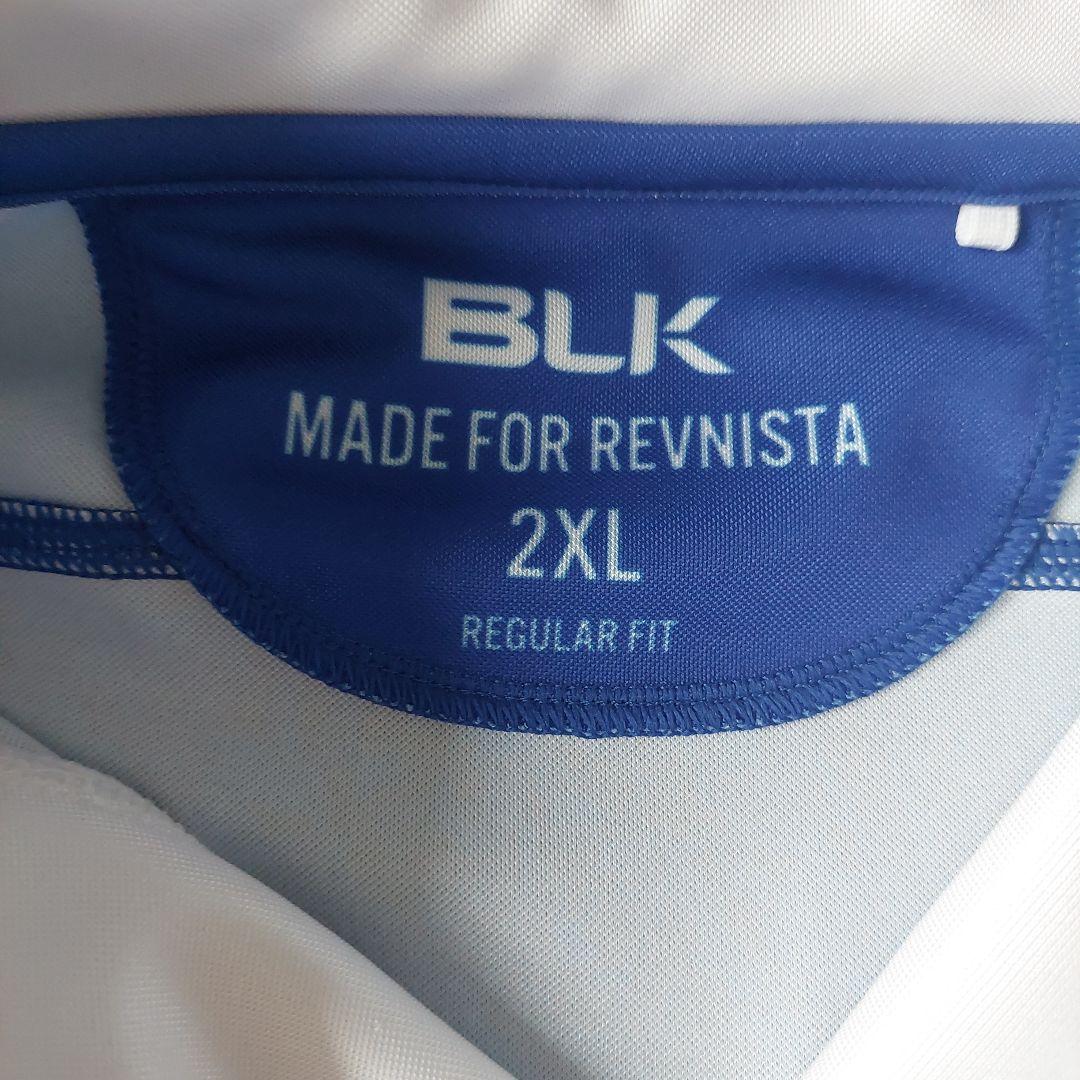 BLK
MADE FOR REVNISTA
2XL
REGULAR FIT